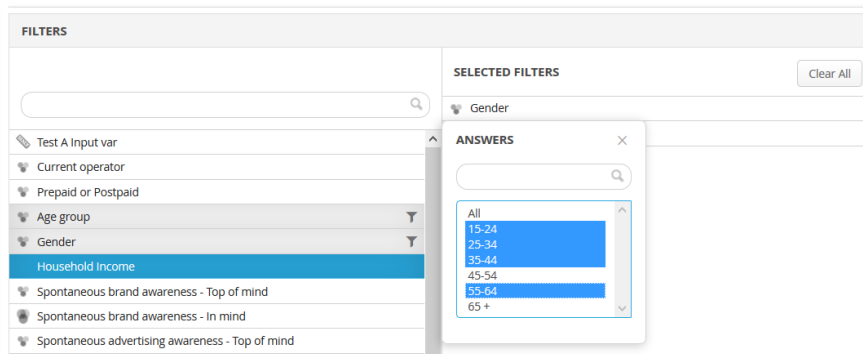 FILTERS
SELECTED FILTERS
Clear All
Gender
Test A Input var
Current operator
Prepaid or Postpaid
Age group
Gender
Household Income
Spontaneous brand awareness - Top of mind
Spontaneous brand awareness - In mind
Spontaneous advertising awareness - Top of mind
ANSWERS
All
15-24
25-34
35-44
45-54
55-64
65 +